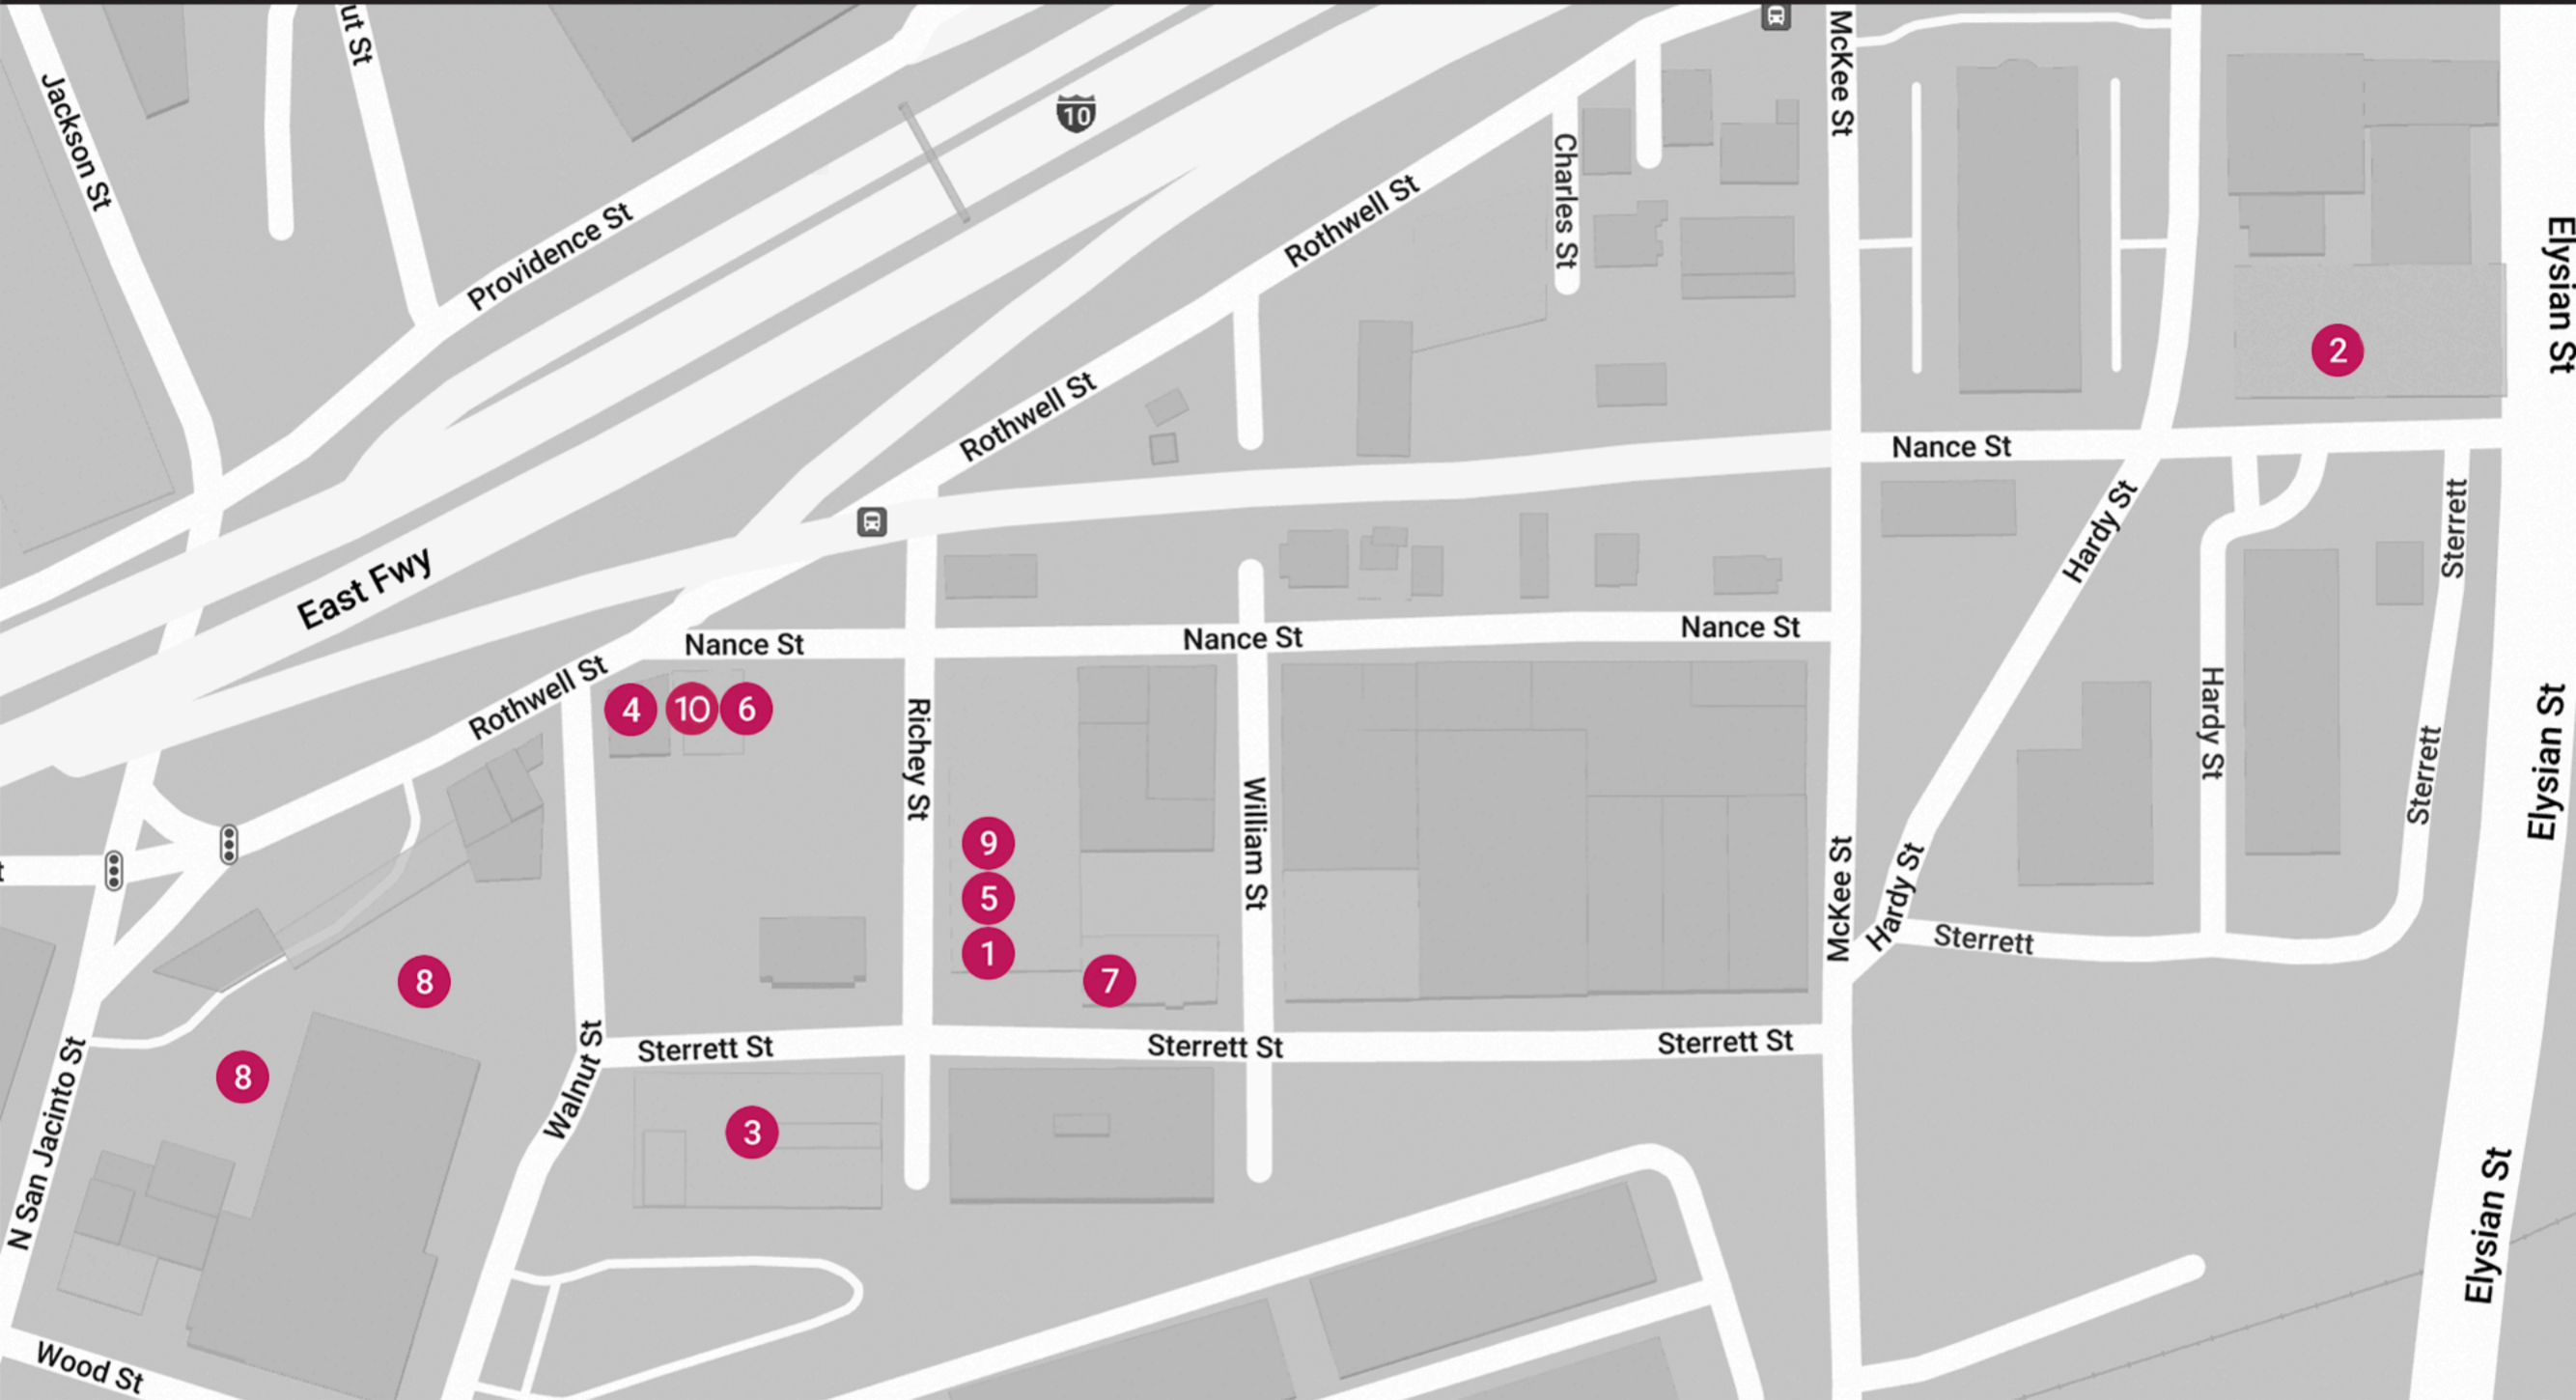 ut St
McKee St
Jackson St
10
Charles St
Rothwell St
Providence St
Elysian St
2
Rothwell St
Nance St
Hardy St
Sterrett
East Fwy
Nance St
Nance St
Nance St
Rothwell St
4
10
6
Richey St
Hardy St
Elysian St
William St
Sterrett
9
5
1
McKee St
Hardy St
Sterrett
t
8
7
8
Sterrett St
Sterrett St
Sterrett St
Walnut St
N San Jacinto St
3
Elysian St
Wood St